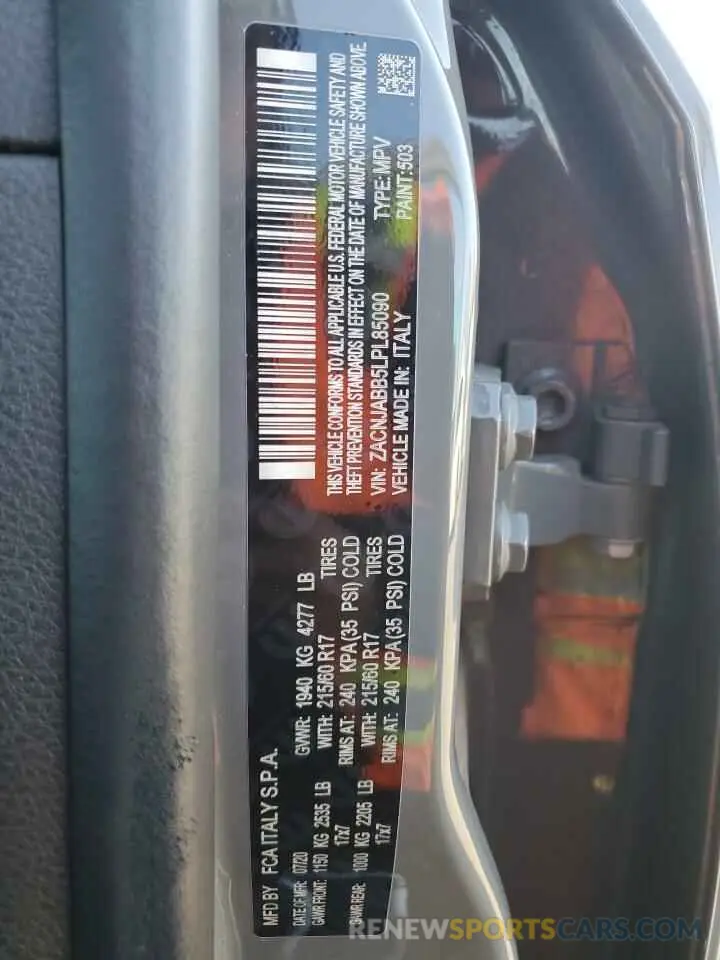 MFD BY FCA ITALY S.P.A.
DATE OF MFR: 07/20 GVWR: 1940 KG 4277 LB
GAWR FRONT: 1150 KG 2535 LB WITH: 215/60 R17 TIRES
17x7 RIMS AT: 240 KPA(35 PSI) COLD
GAWR REAR: 1000 KG 2205 LB WITH: 215/60 R17 TIRES
17x7 RIMS AT: 240 KPA(35 PSI) COLD
THIS VEHICLE CONFORMS TO ALL APPLICABLE U.S. FEDERAL MOTOR VEHICLE SAFETY AND
THEFT PREVENTION STANDARDS IN EFFECT ON THE DATE OF MANUFACTURE SHOWN ABOVE.
VIN: ZACNJABB5LPL85090 TYPE: MPV
VEHICLE MADE IN: ITALY PAINT: 503
RENEWSPORTSCARS.COM